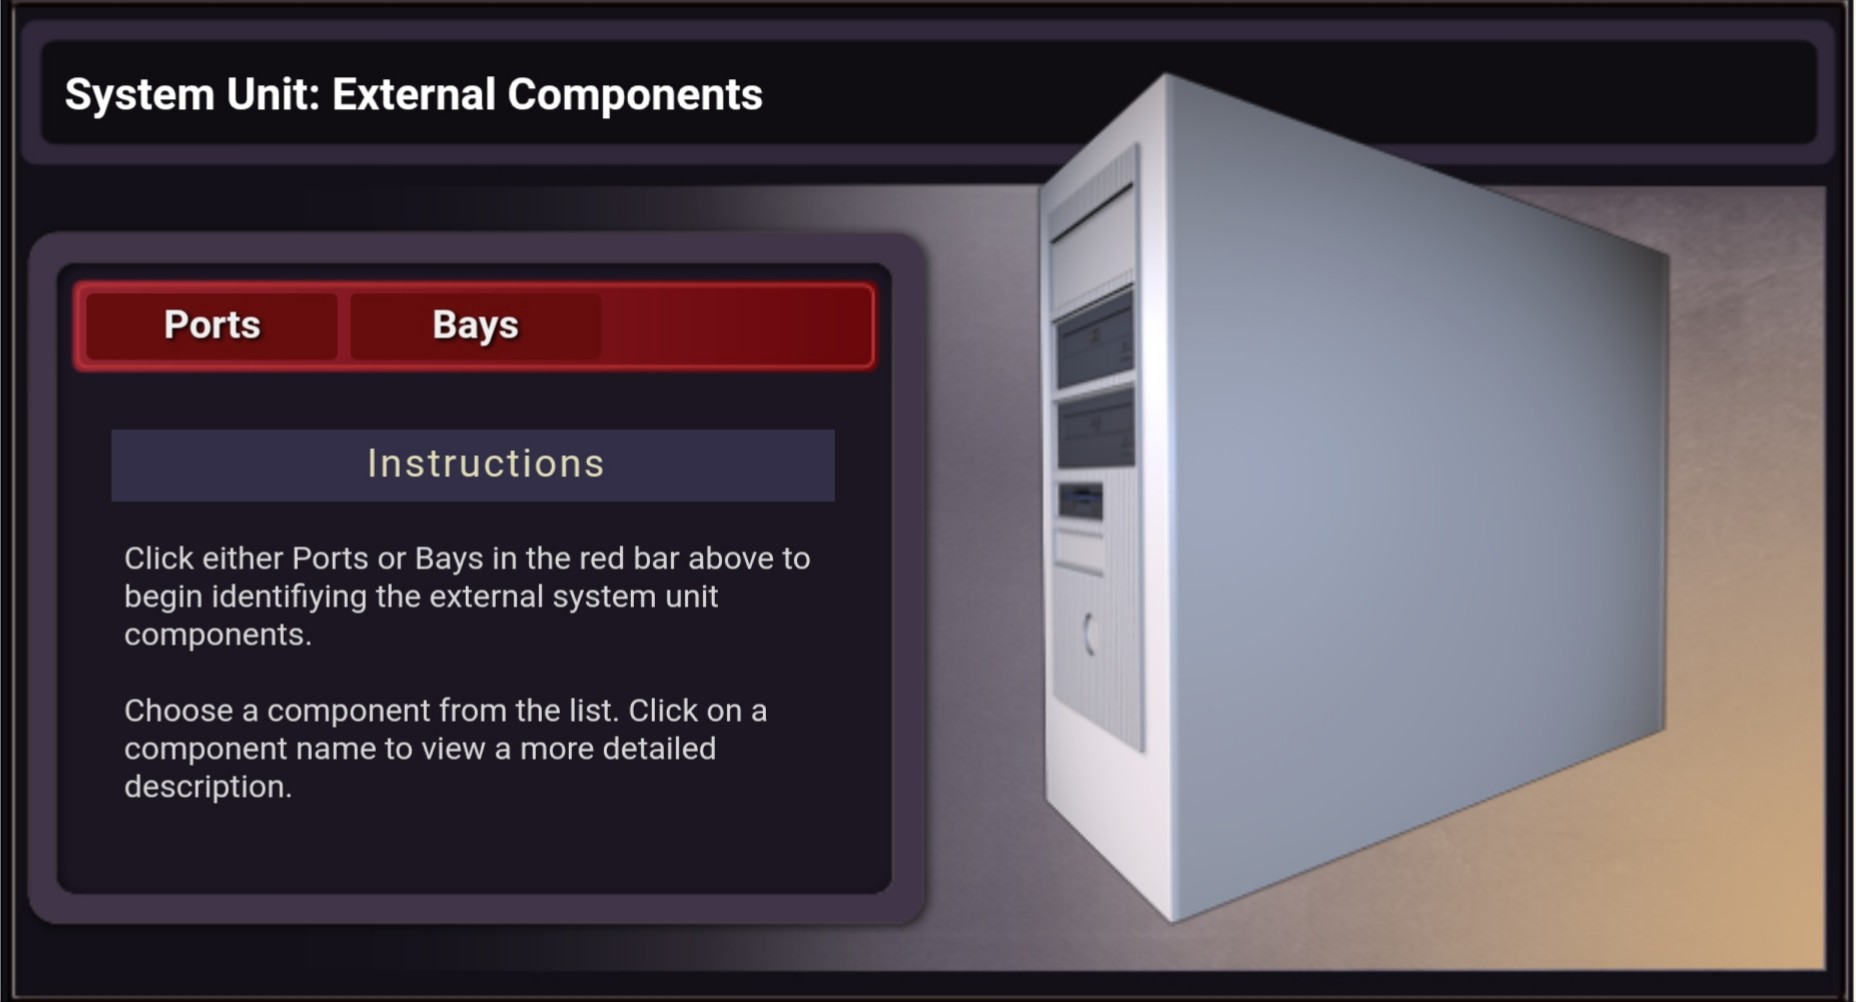 System Unit: External Components
Ports
Bays
Instructions
Click either Ports or Bays in the red bar above to
begin identifiying the external system unit
components.
Choose a component from the list. Click on a
component name to view a more detailed
description.